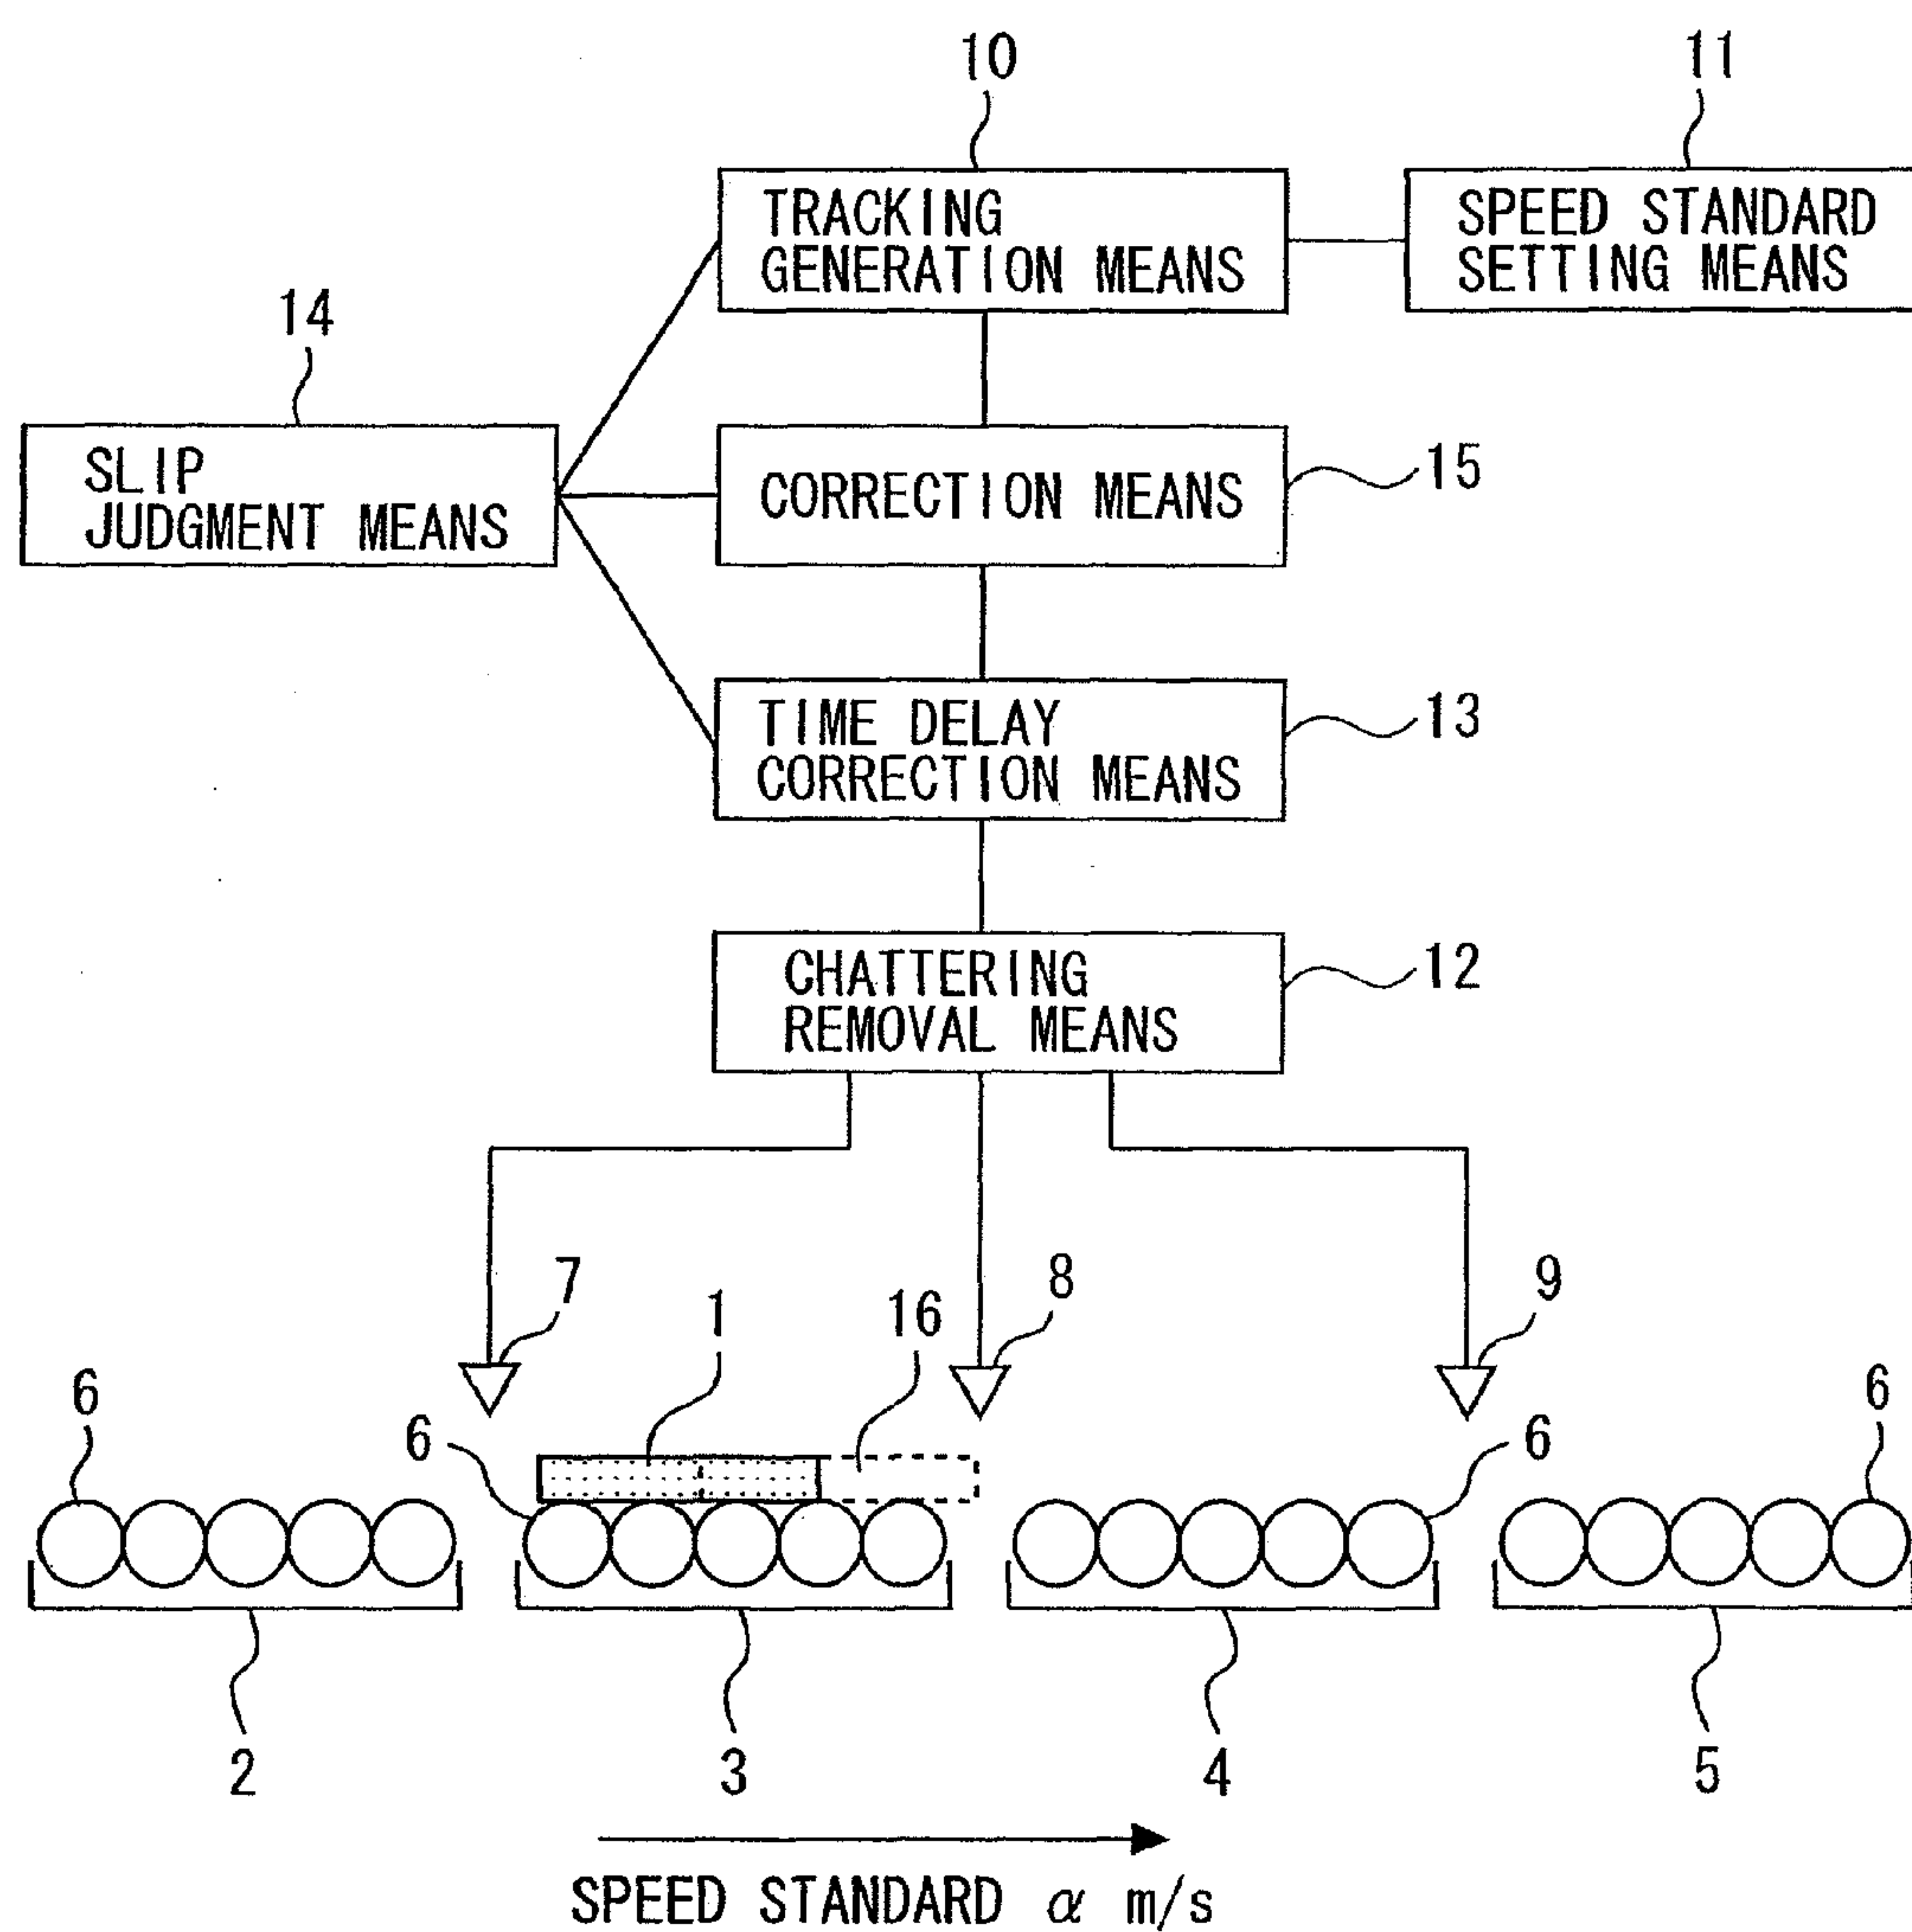 10
11
TRACKING
GENERATION MEANS
SPEED STANDARD
SETTING MEANS
14
SLIP
JUDGMENT MEANS
CORRECTION MEANS
15
TIME DELAY
CORRECTION MEANS
13
CHATTERING
REMOVAL MEANS
12
7
1
16
8
9
6
6
6
6
2
3
4
5
SPEED STANDARD α m/s